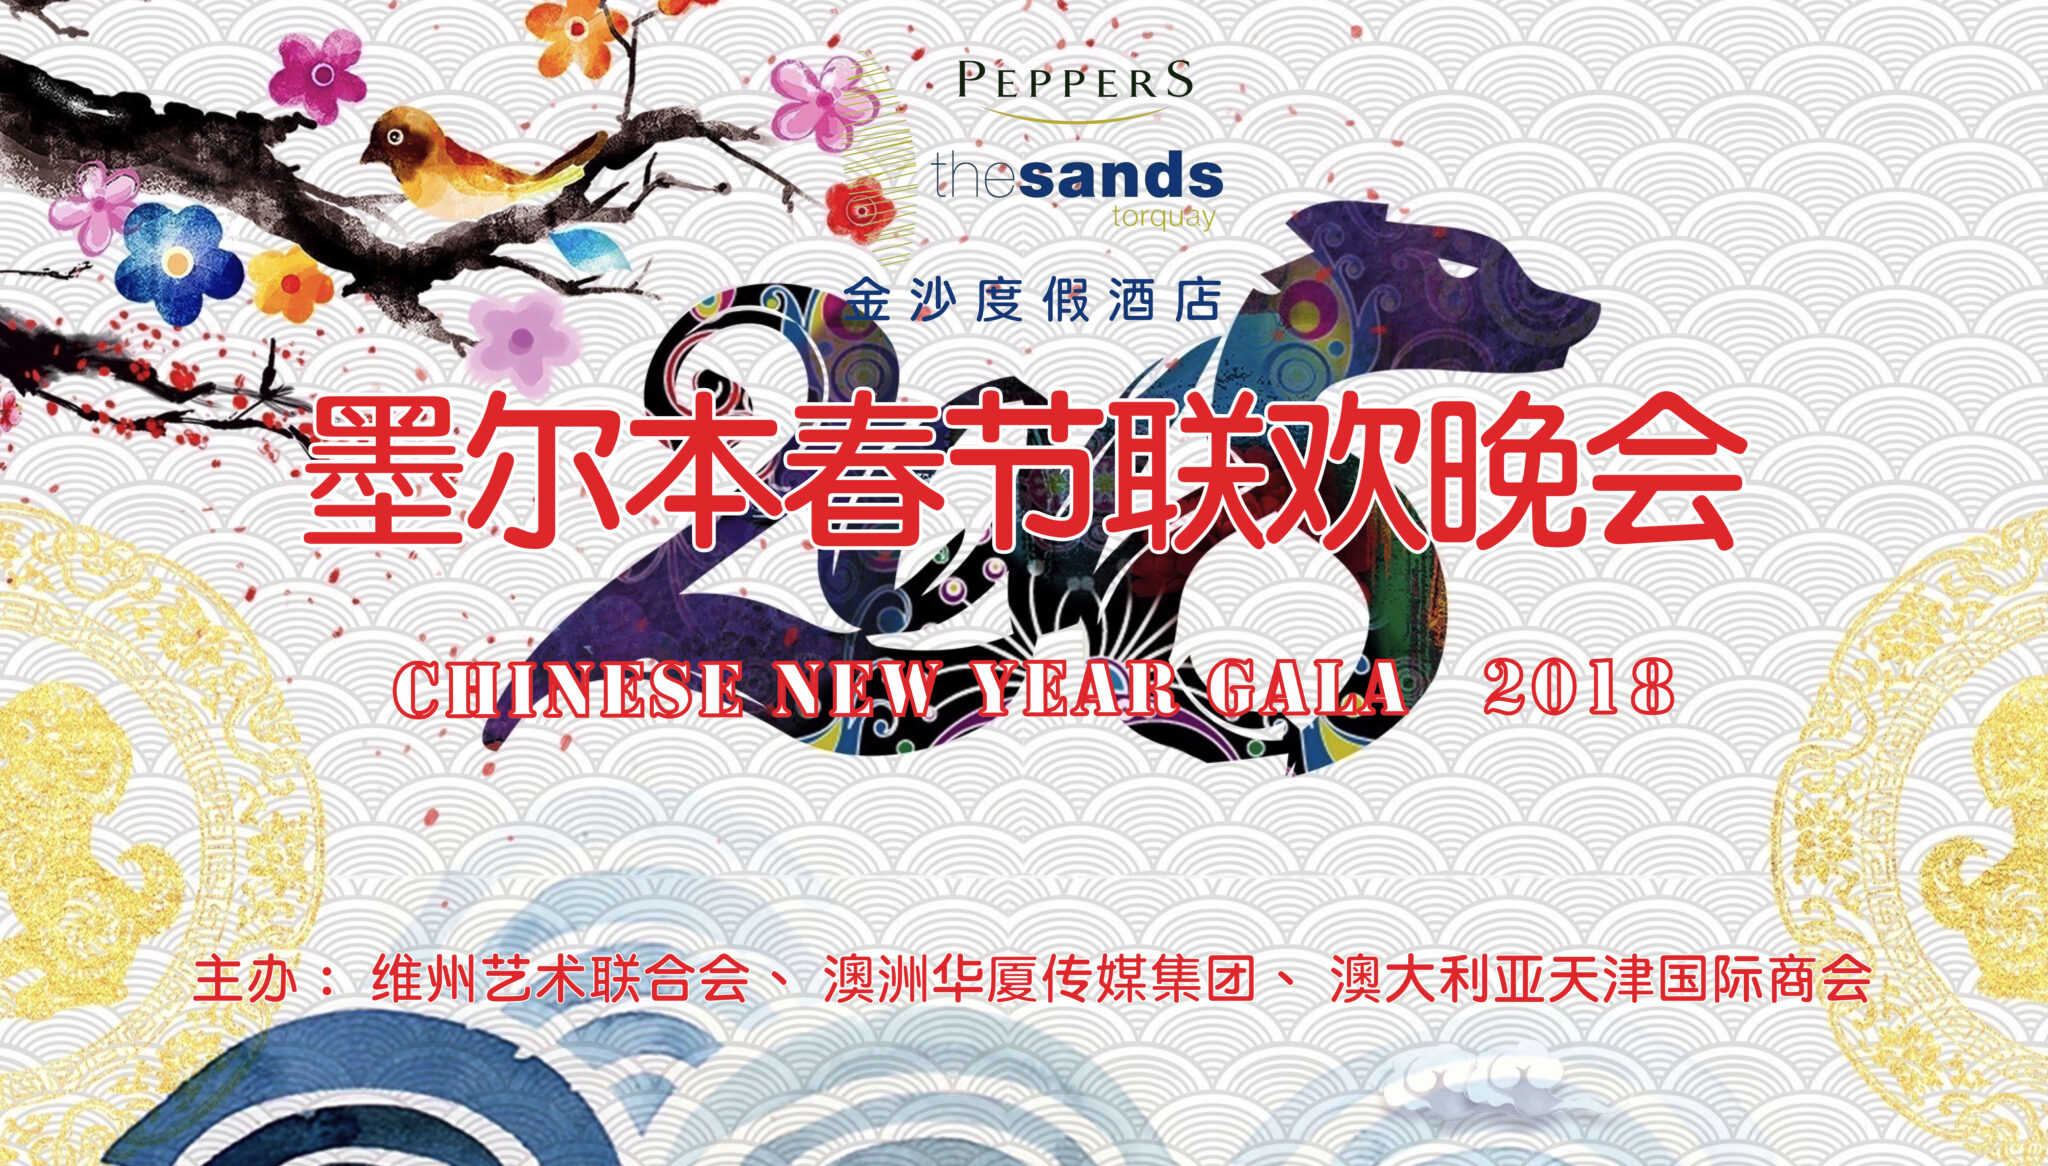 PEPPERS
thesands
torquay
金沙度假酒店
墨尔本春节联欢晚会
CHINESE NEW YEAR GALA 2018
主办：维州艺术联合会、澳洲华厦传媒集团、澳大利亚天津国际商会